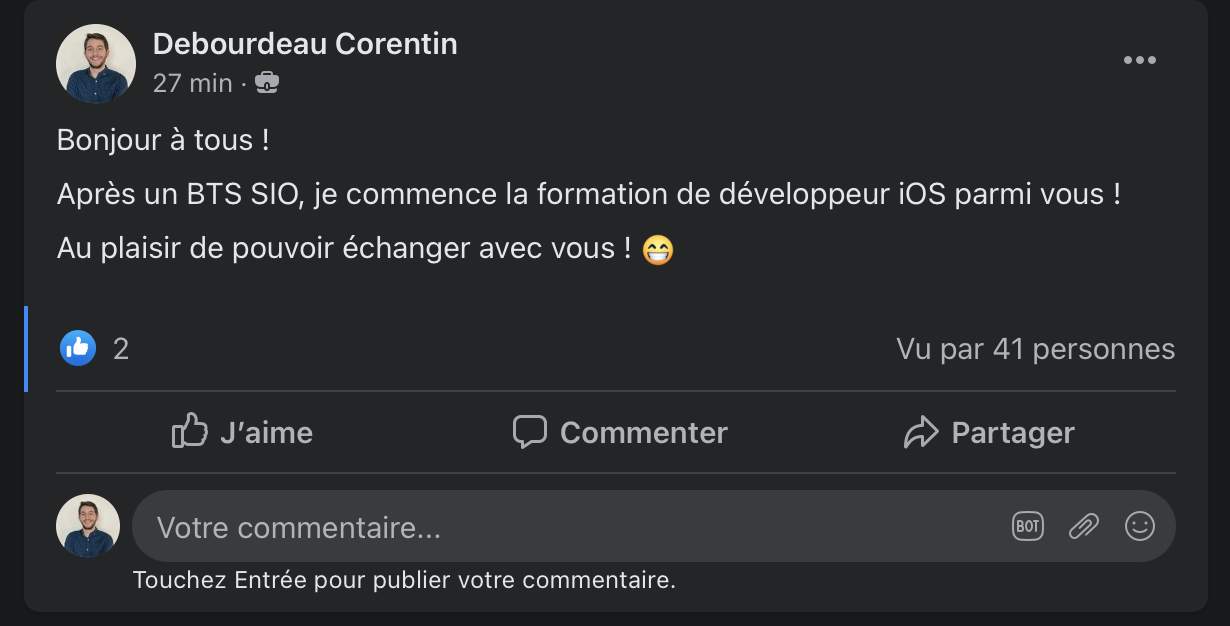 Debourdeau Corentin
27 min ·
Bonjour à tous !
Après un BTS SIO, je commence la formation de développeur iOS parmi vous !
Au plaisir de pouvoir échanger avec vous ! 😁
2 Vu par 41 personnes
J’aime Commenter Partager
Votre commentaire... BOT
Touchez Entrée pour publier votre commentaire.